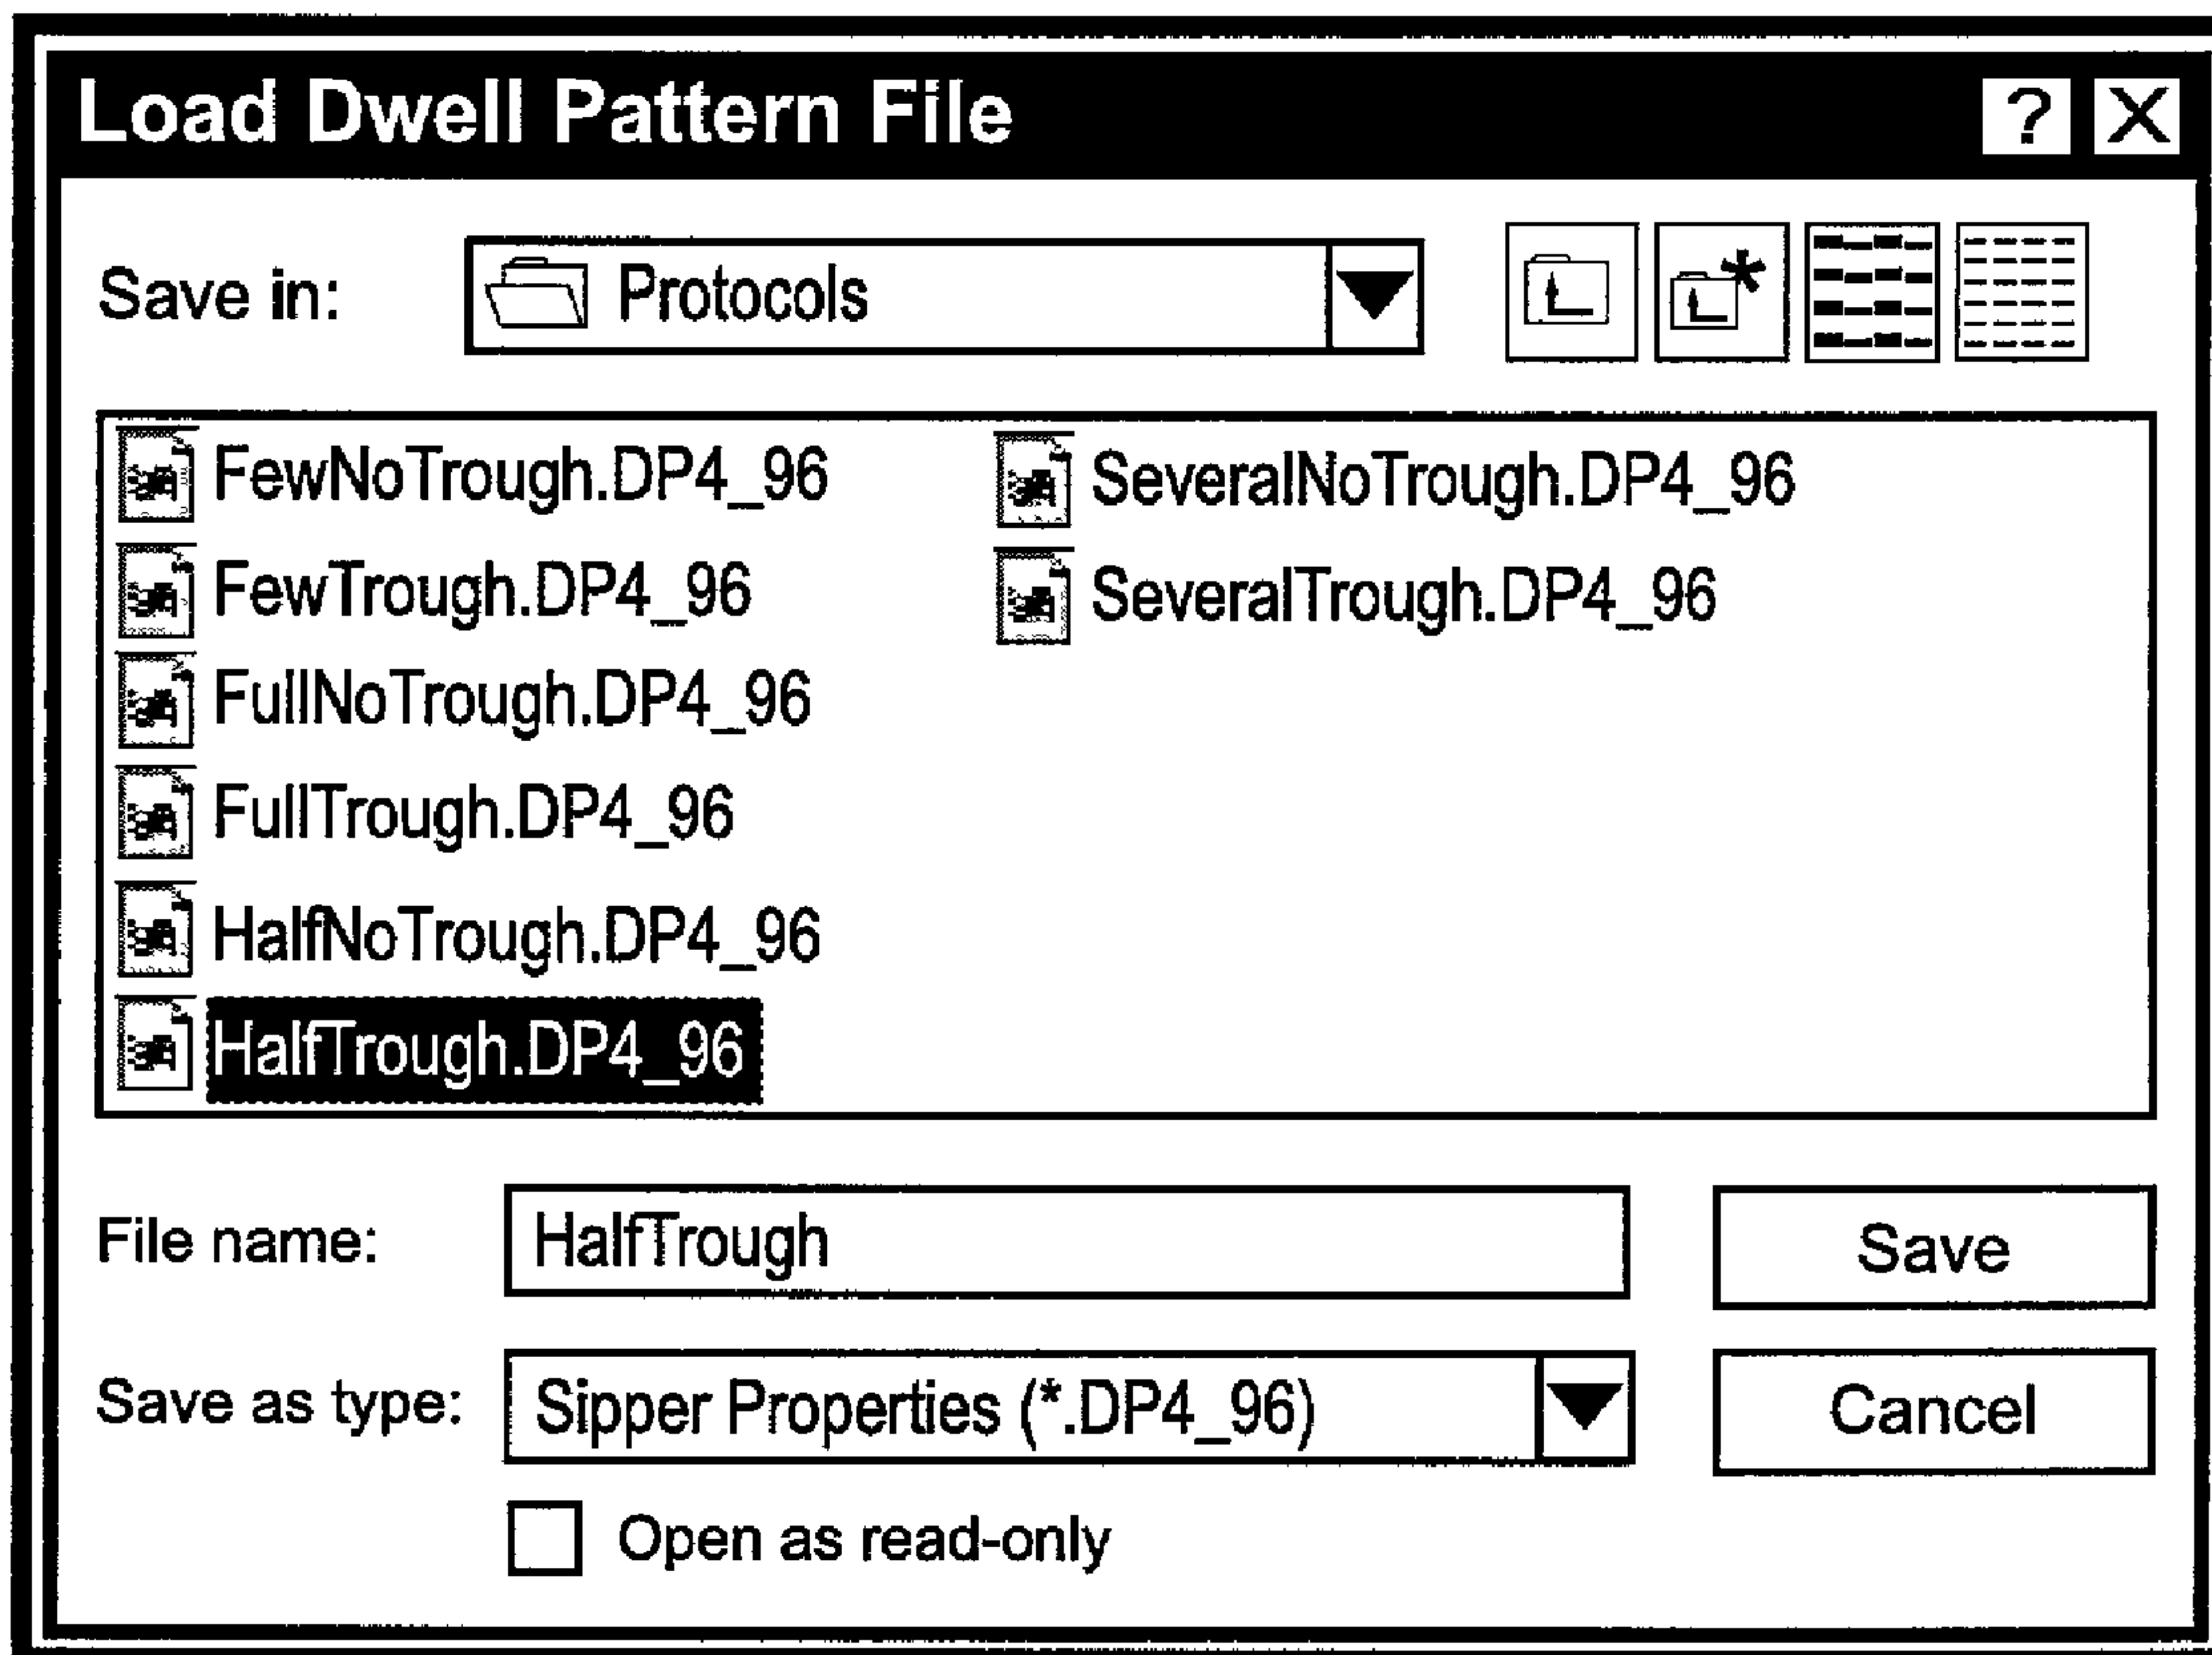 Load Dwell Pattern File ? X
Save in: Protocols
FewNoTrough.DP4_96
FewTrough.DP4_96
FullNoTrough.DP4_96
FullTrough.DP4_96
HalfNoTrough.DP4_96
HalfTrough.DP4_96
SeveralNoTrough.DP4_96
SeveralTrough.DP4_96
File name: HalfTrough Save
Save as type: Sipper Properties (*.DP4_96) Cancel
Open as read-only